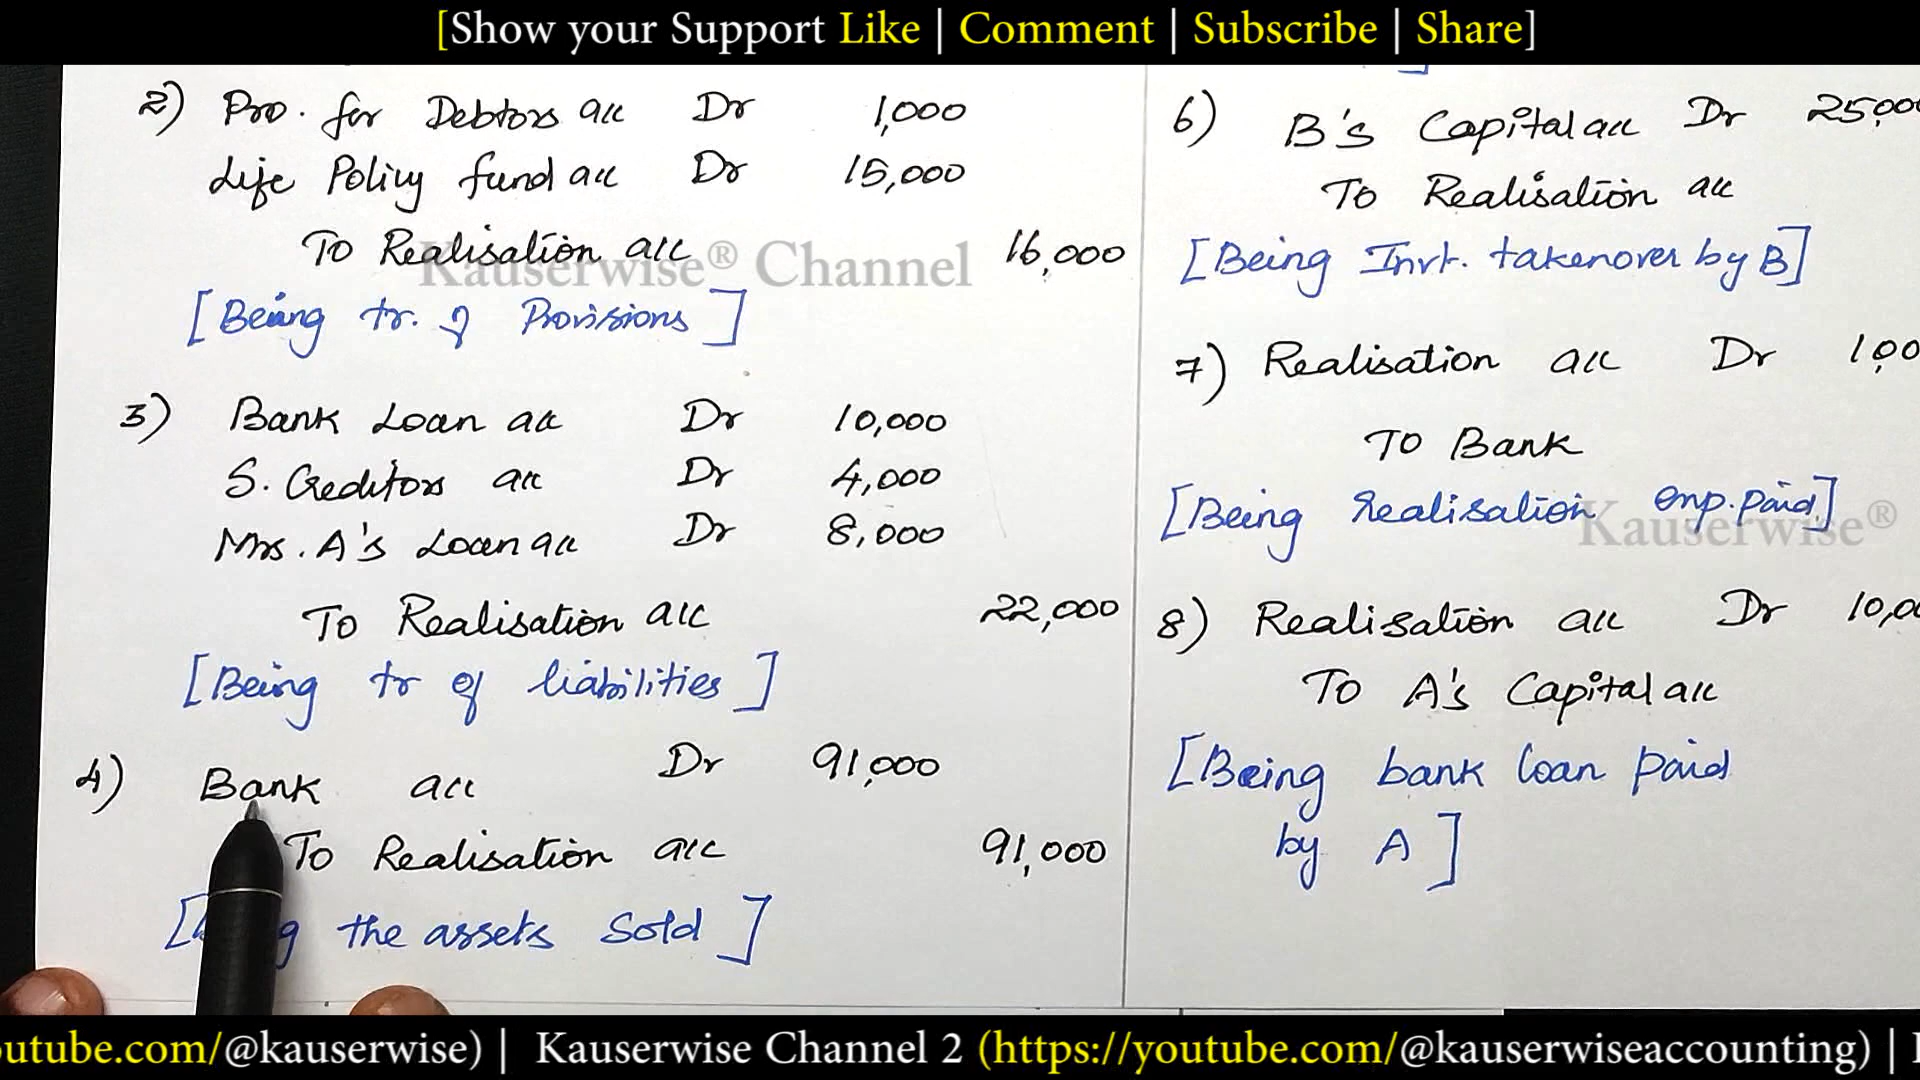 [Show your Support Like | Comment | Subscribe | Share]
2) Pro. for Debtors a/c Dr 1,000
Life Policy fund a/c Dr 15,000
To Realisation a/c 16,000
Kauserwise® Channel
[Being tr. of Provisions]
3) Bank Loan a/c Dr 10,000
S. Creditors a/c Dr 4,000
Mrs. A's Loan a/c Dr 8,000
To Realisation a/c 22,000
[Being tr of liabilities]
4) Bank a/c Dr 91,000
To Realisation a/c 91,000
the assets Sold]
6) B's Capital a/c Dr
To Realisation a/c
[Being Invt. takenover by B]
7) Realisation a/c Dr
To Bank
[Being Realisation exp. paid]
Kauserwise®
8) Realisation a/c Dr
To A's Capital a/c
[Being bank loan paid
by A]
utube.com/@kauserwise) | Kauserwise Channel 2 (https://youtube.com/@kauserwiseaccounting) |